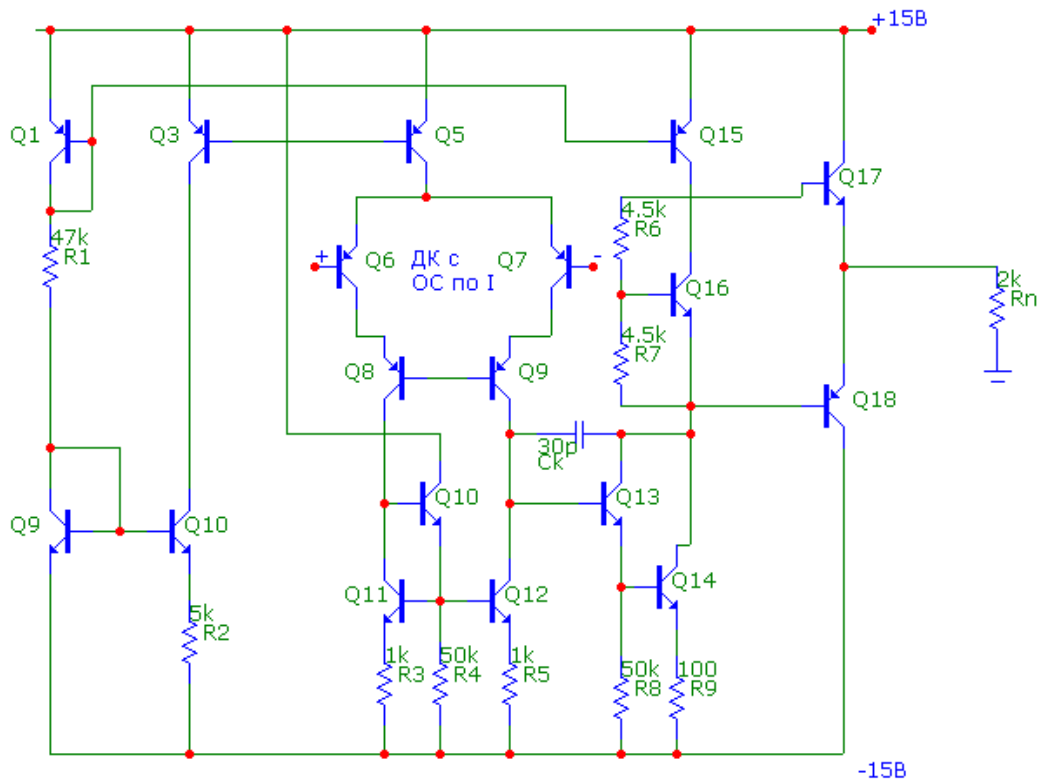 +15В
Q1
Q3
Q5
Q15
Q17
47k
R1
+
Q6
ДК с
ОС по I
Q7
-
4.5k
R6
Q16
2k
Rn
4.5k
R7
Q8
Q9
Q18
30p
Ck
Q9
Q10
Q10
Q13
Q11
Q12
Q14
5k
R2
1k
R3
50k
R4
1k
R5
50k
R8
100
R9
-15В